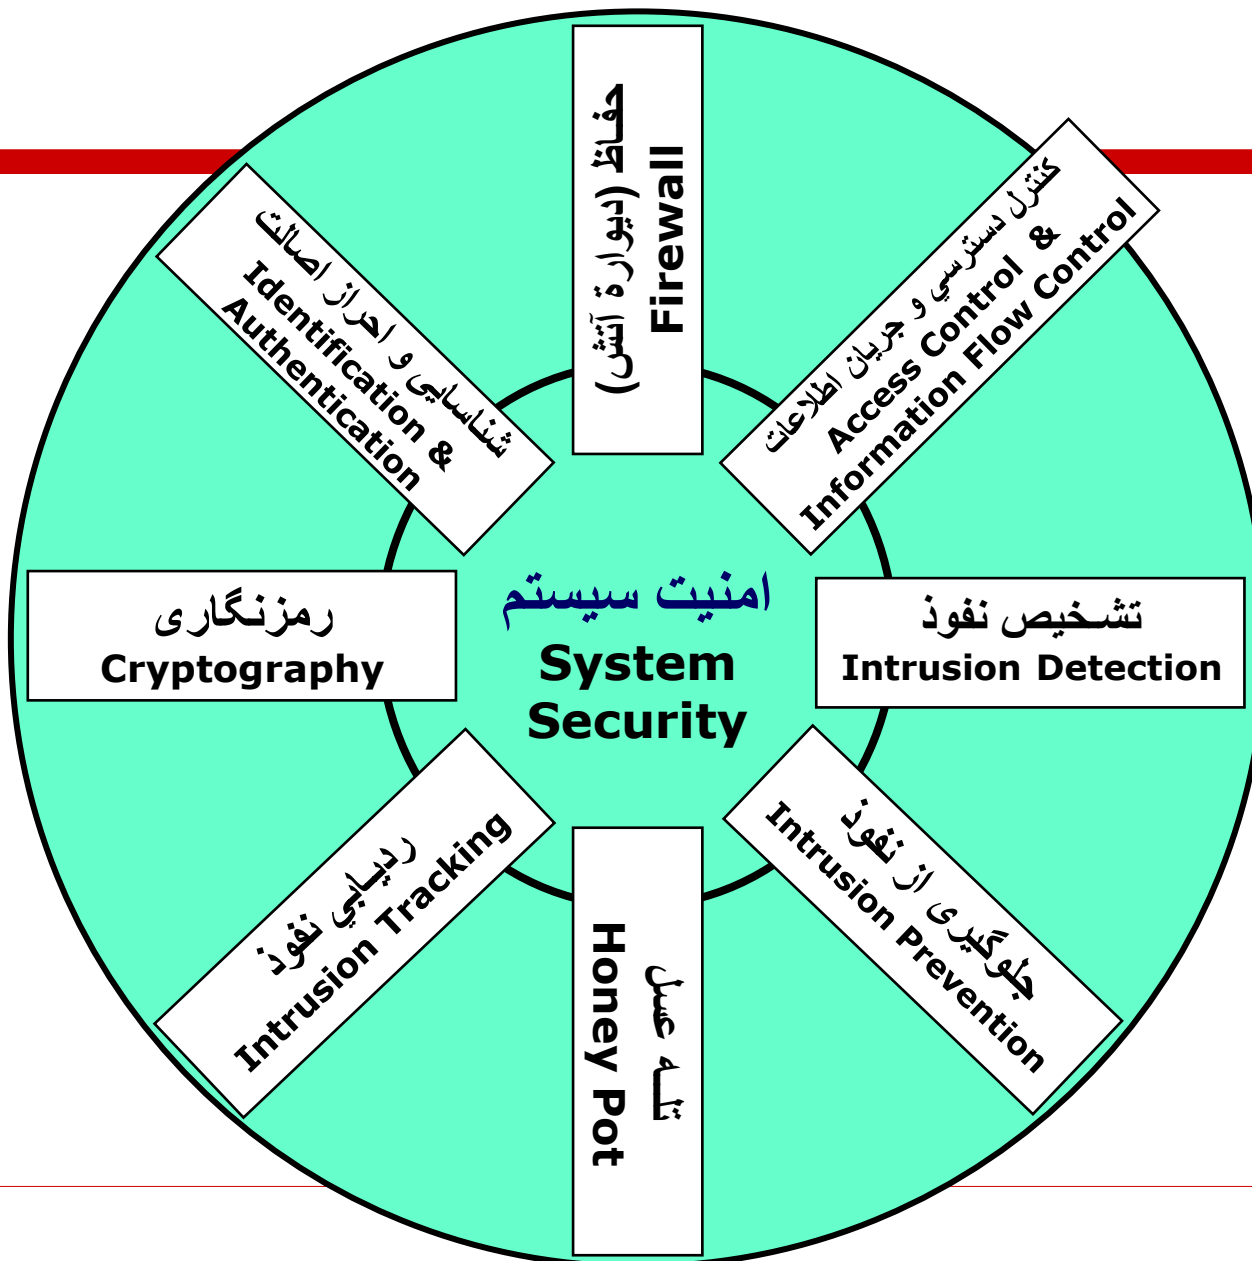 حفاظ (ديوارة آتش)
Firewall
كنترل دسترسي و جريان اطلاعات
Access Control &
Information Flow Control
تشخيص نفوذ
Intrusion Detection
جلوگیری از نفوذ
Intrusion Prevention
تله عسل
Honey Pot
رديابي نفوذ
Intrusion Tracking
رمزنگاری
Cryptography
شناسايی و احراز اصالت
Identification &
Authentication
امنيت سيستم
System
Security